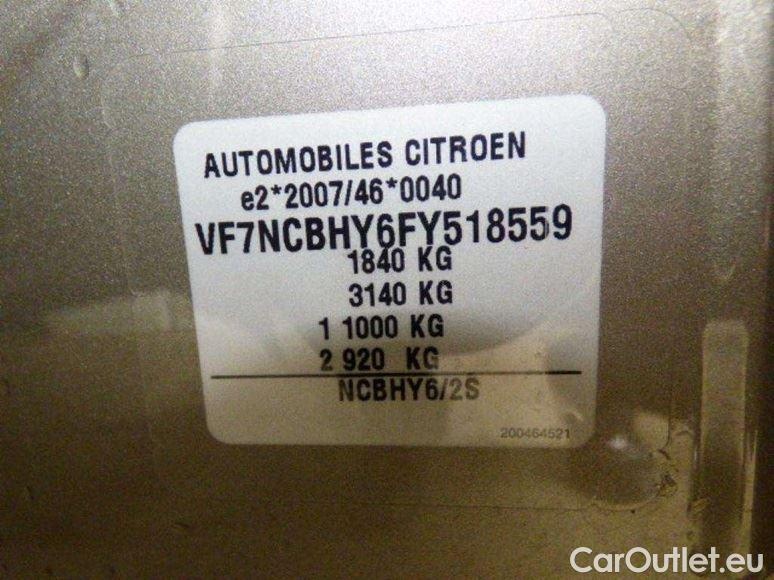 AUTOMOBILES CITROEN
e2*2007/46*0040
VF7NCBHY6FY518559
1840 KG
3140 KG
1 1000 KG
2 920 KG
NCBHY6/2S
200464521
CarOutlet.eu